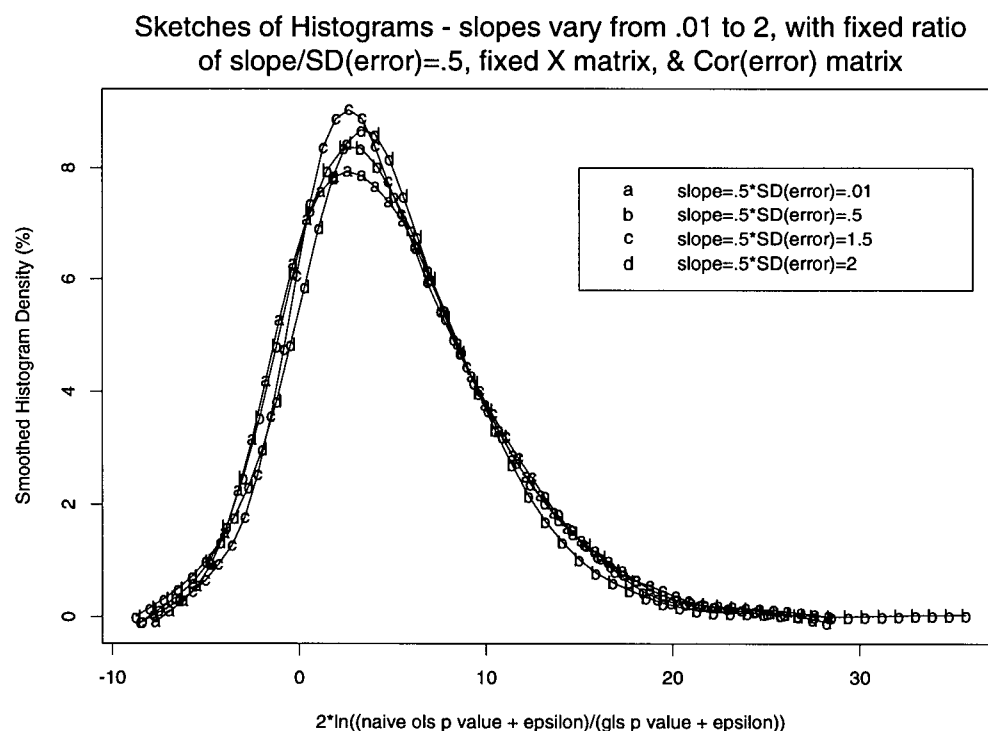 Sketches of Histograms - slopes vary from .01 to 2, with fixed ratio
of slope/SD(error)=.5, fixed X matrix, & Cor(error) matrix
Smoothed Histogram Density (%)
8
6
4
2
0
a slope=.5*SD(error)=.01
b slope=.5*SD(error)=.5
c slope=.5*SD(error)=1.5
d slope=.5*SD(error)=2
-10 0 10 20 30
2*ln((naive ols p value + epsilon)/(gls p value + epsilon))